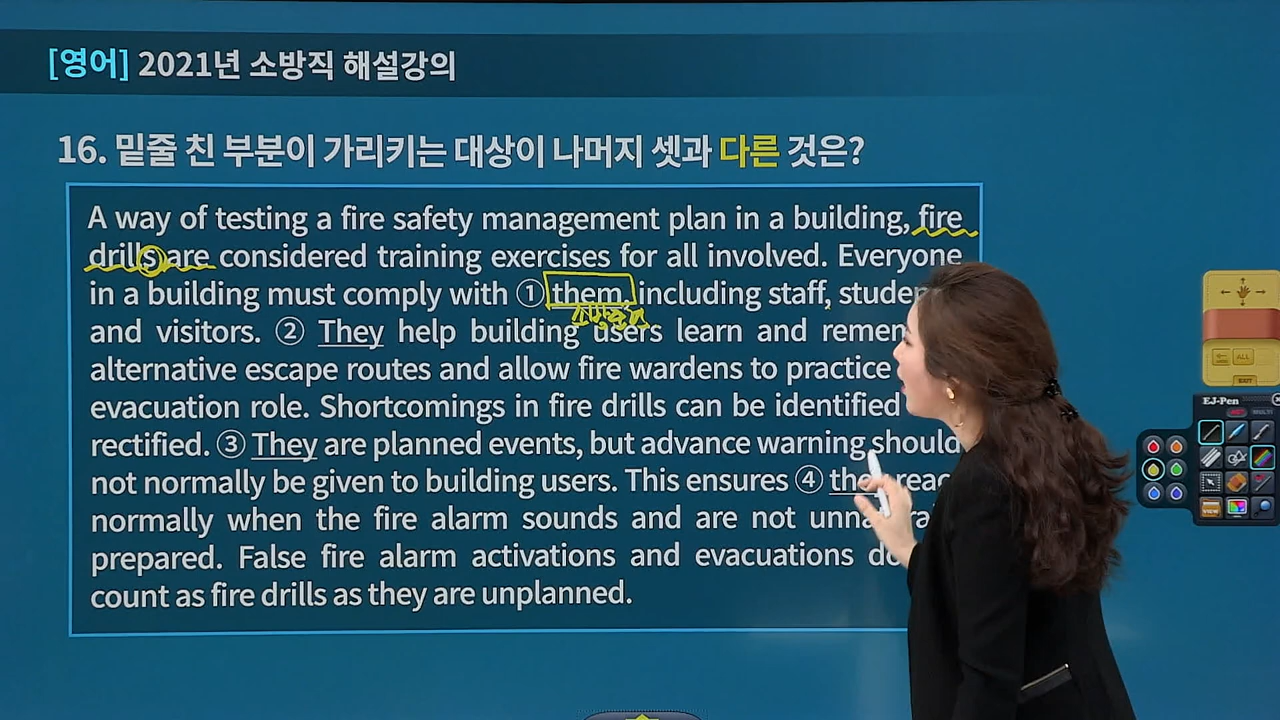 [영어] 2021년 소방직 해설강의
16. 밑줄 친 부분이 가리키는 대상이 나머지 셋과 다른 것은?
A way of testing a fire safety management plan in a building, fire
drills are considered training exercises for all involved. Everyone
in a building must comply with ① them, including staff,
and visitors. ② They help building users learn and
alternative escape routes and allow fire wardens to practice
evacuation role. Shortcomings in fire drills can be identified
rectified. ③ They are planned events, but advance warning should
not normally be given to building users. This ensures ④
normally when the fire alarm sounds and are not
prepared. False fire alarm activations and evacuations
count as fire drills as they are unplanned.
ALL
EXIT
EJ-Pen
VIEW